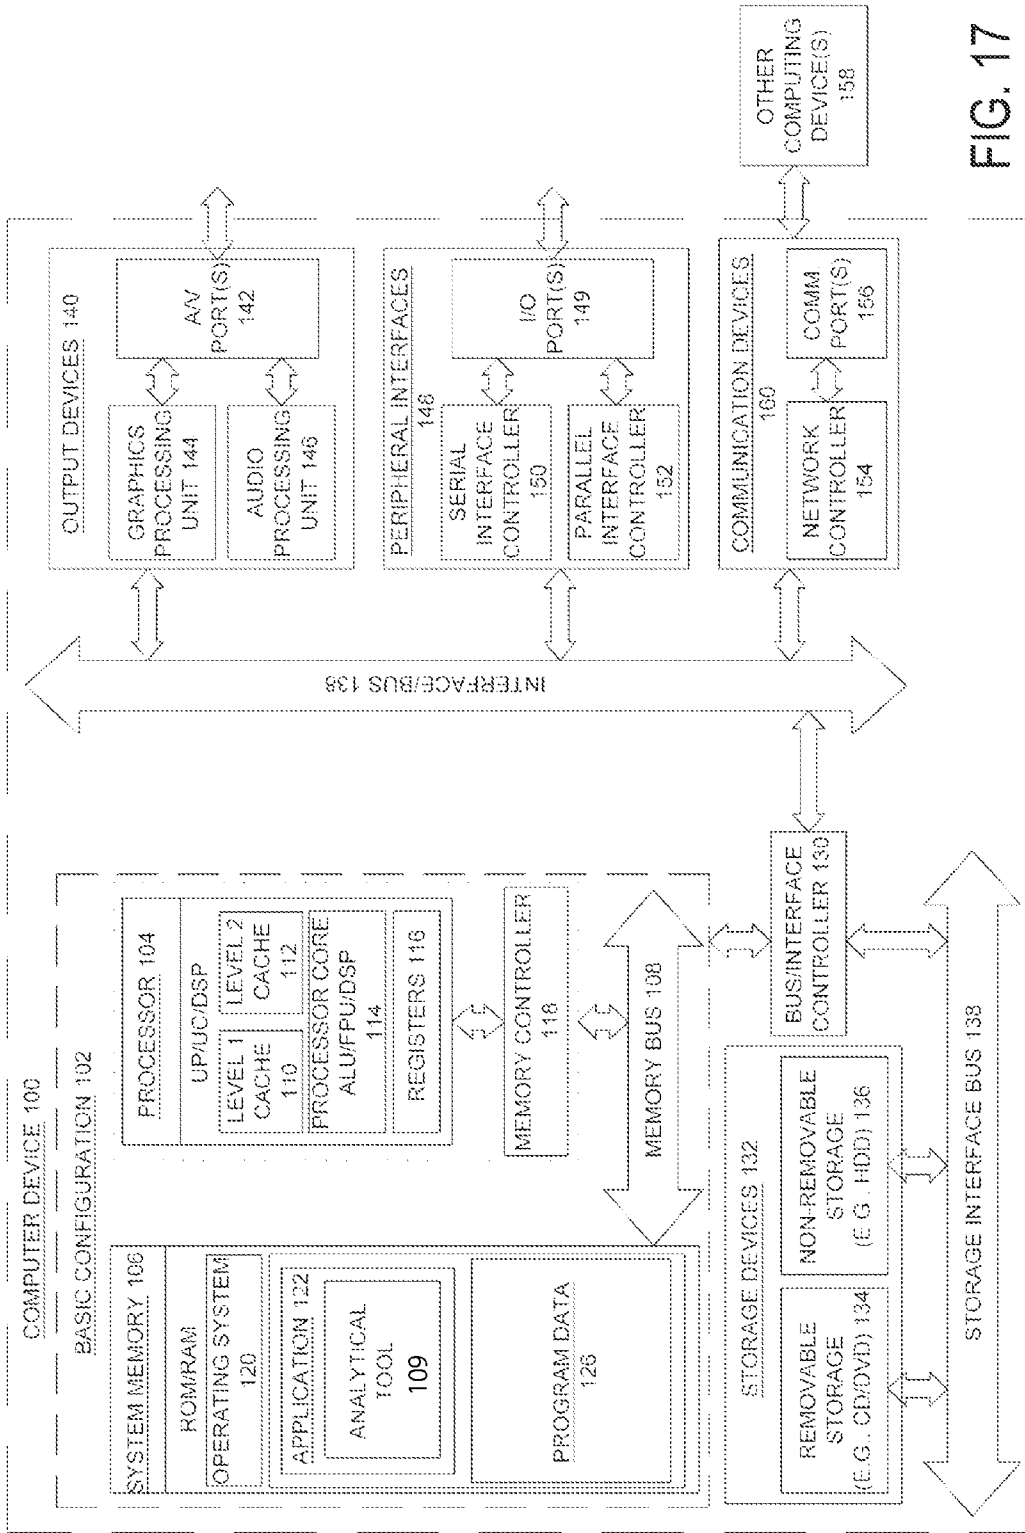 COMPUTER DEVICE 100
BASIC CONFIGURATION 102
SYSTEM MEMORY 106
ROM/RAM
OPERATING SYSTEM
120
APPLICATION 122
ANALYTICAL
TOOL
109
PROGRAM DATA
126
PROCESSOR 104
UP/UC/DSP
LEVEL 1
CACHE
110
LEVEL 2
CACHE
112
PROCESSOR CORE
ALU/FPU/DSP
114
REGISTERS 116
MEMORY CONTROLLER
118
MEMORY BUS 108
STORAGE DEVICES 132
REMOVABLE
STORAGE
(E.G., CD/DVD) 134
NON-REMOVABLE
STORAGE
(E.G., HDD) 136
BUS/INTERFACE
CONTROLLER 130
STORAGE INTERFACE BUS 138
INTERFACE/BUS 138
OUTPUT DEVICES 140
GRAPHICS
PROCESSING
UNIT 144
AUDIO
PROCESSING
UNIT 146
A/V
PORT(S)
142
PERIPHERAL INTERFACES
148
SERIAL
INTERFACE
CONTROLLER
150
PARALLEL
INTERFACE
CONTROLLER
152
I/O
PORT(S)
149
COMMUNICATION DEVICES
160
NETWORK
CONTROLLER
154
COMM
PORT(S)
156
OTHER
COMPUTING
DEVICE(S)
158
FIG. 17